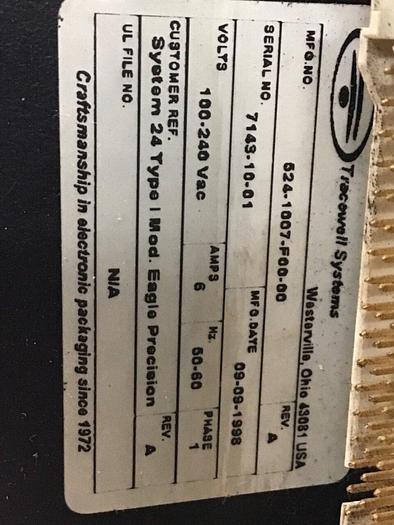 Tracewell Systems
Westerville, Ohio 43081 USA
MFG.NO. 524-1007-F00-00 REV. A
SERIAL NO. 7143-10-01 MFG.DATE 09-09-1998
VOLTS 100-240 Vac AMPS 6 Hz. 50-60 PHASE 1
CUSTOMER REF. System 24 Type I Mod. Eagle Precision REV. A
UL FILE NO. N/A
Craftsmanship in electronic packaging since 1972